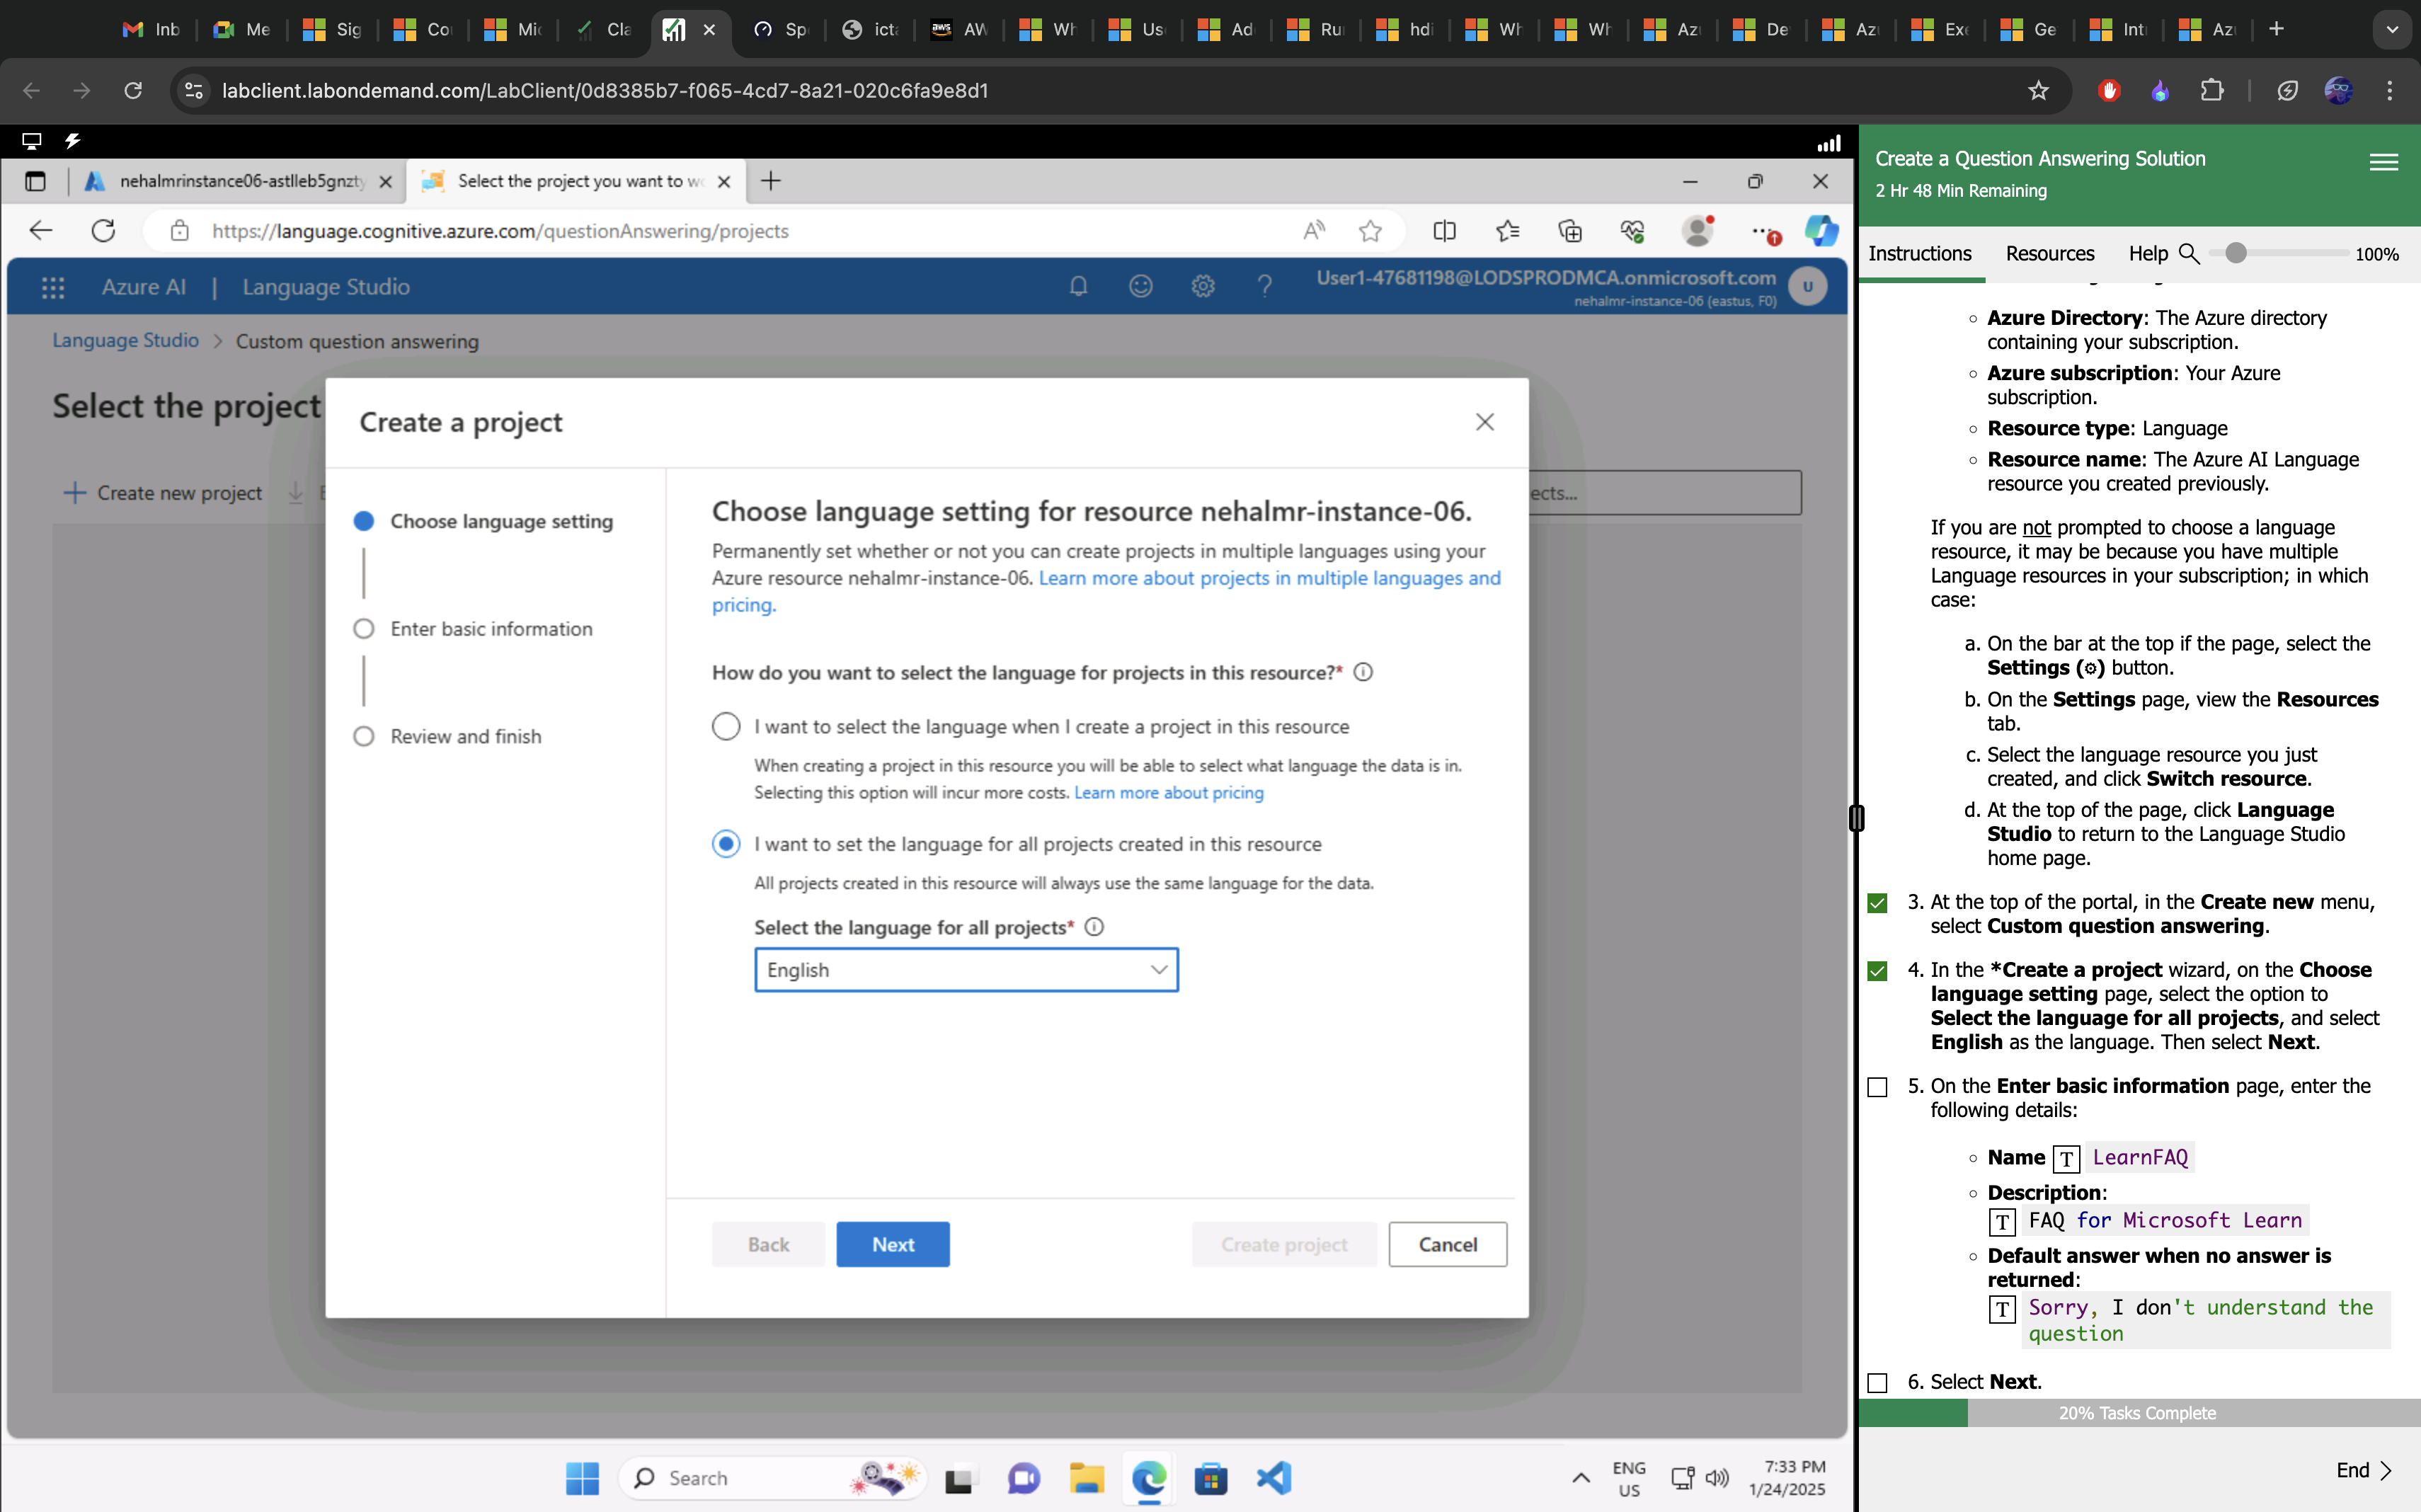 Inb
Me
Sig
Co
Mic
Cla
Sp
icta
aws AW
Wh
Us
Ad
Ru
hdi
Wh
Wh
Az
De
Az
Exe
Ge
Int
Az
labclient.labondemand.com/LabClient/0d8385b7-f065-4cd7-8a21-020c6fa9e8d1
nehalmrinstance06-astlleb5gnzty
Select the project you want to wo
https://language.cognitive.azure.com/questionAnswering/projects
Azure AI | Language Studio
User1-47681198@LODSPRODMCA.onmicrosoft.com
nehalmr-instance-06 (eastus, F0)
U
Language Studio > Custom question answering
Select the project
Create new project
ects...
Create a project
Choose language setting
Enter basic information
Review and finish
Choose language setting for resource nehalmr-instance-06.
Permanently set whether or not you can create projects in multiple languages using your
Azure resource nehalmr-instance-06. Learn more about projects in multiple languages and
pricing.
How do you want to select the language for projects in this resource?*
I want to select the language when I create a project in this resource
When creating a project in this resource you will be able to select what language the data is in.
Selecting this option will incur more costs. Learn more about pricing
I want to set the language for all projects created in this resource
All projects created in this resource will always use the same language for the data.
Select the language for all projects*
English
Back
Next
Create project
Cancel
Search
ENG
US
7:33 PM
1/24/2025
Create a Question Answering Solution
2 Hr 48 Min Remaining
Instructions
Resources
Help
100%
Azure Directory: The Azure directory
containing your subscription.
Azure subscription: Your Azure
subscription.
Resource type: Language
Resource name: The Azure AI Language
resource you created previously.
If you are not prompted to choose a language
resource, it may be because you have multiple
Language resources in your subscription; in which
case:
a. On the bar at the top if the page, select the
Settings (⚙) button.
b. On the Settings page, view the Resources
tab.
c. Select the language resource you just
created, and click Switch resource.
d. At the top of the page, click Language
Studio to return to the Language Studio
home page.
3. At the top of the portal, in the Create new menu,
select Custom question answering.
4. In the *Create a project wizard, on the Choose
language setting page, select the option to
Select the language for all projects, and select
English as the language. Then select Next.
5. On the Enter basic information page, enter the
following details:
Name T LearnFAQ
Description:
T FAQ for Microsoft Learn
Default answer when no answer is
returned:
T Sorry, I don't understand the
question
6. Select Next.
20% Tasks Complete
End